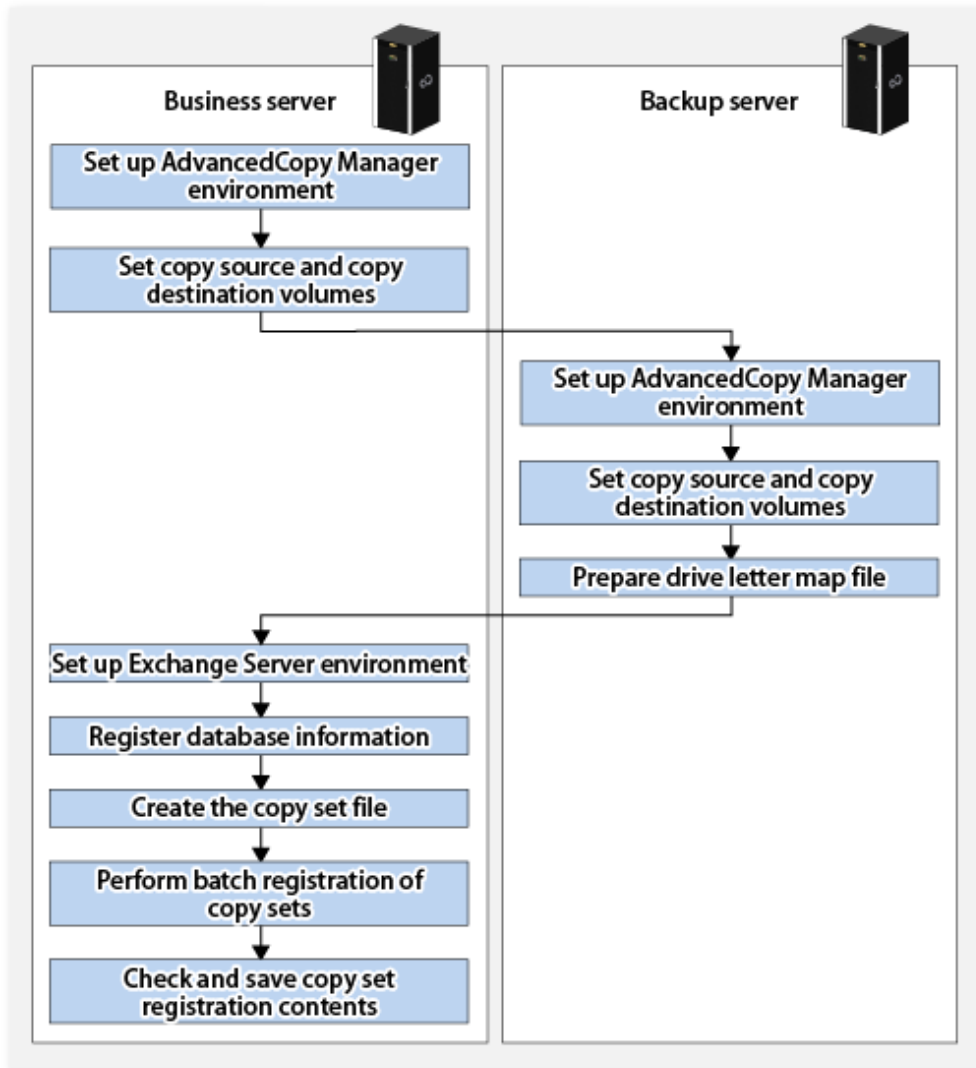 Business server
Backup server
Set up AdvancedCopy Manager
environment
Set copy source and copy
destination volumes
Set up AdvancedCopy Manager
environment
Set copy source and copy
destination volumes
Prepare drive letter map file
Set up Exchange Server environment
Register database information
Create the copy set file
Perform batch registration of
copy sets
Check and save copy set
registration contents